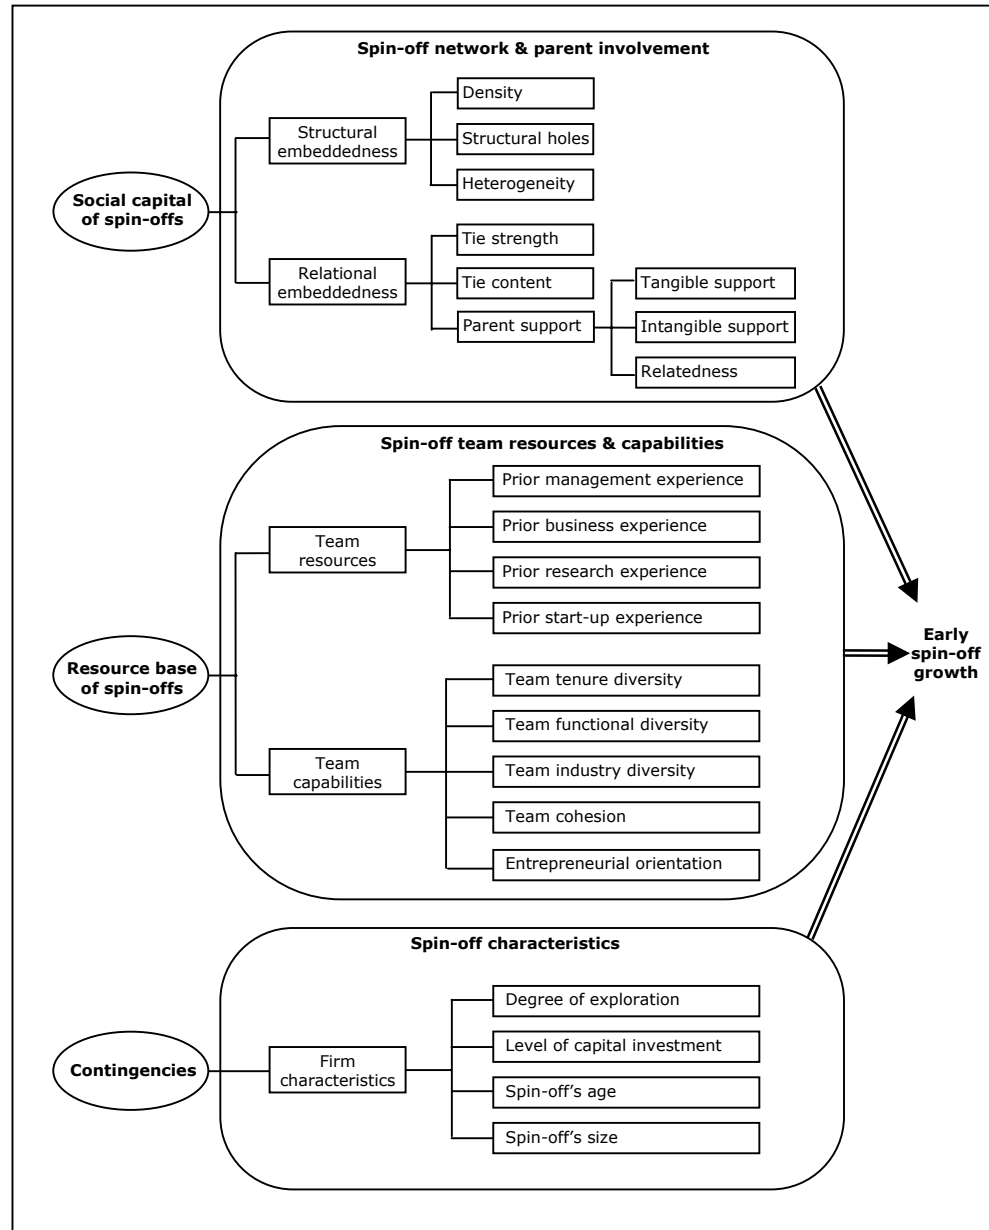 Spin-off network & parent involvement
Social capital
of spin-offs
Structural
embeddedness
Density
Structural holes
Heterogeneity
Relational
embeddedness
Tie strength
Tie content
Parent support
Tangible support
Intangible support
Relatedness
Spin-off team resources & capabilities
Resource base
of spin-offs
Team
resources
Prior management experience
Prior business experience
Prior research experience
Prior start-up experience
Team
capabilities
Team tenure diversity
Team functional diversity
Team industry diversity
Team cohesion
Entrepreneurial orientation
Early
spin-off
growth
Spin-off characteristics
Contingencies
Firm
characteristics
Degree of exploration
Level of capital investment
Spin-off’s age
Spin-off’s size